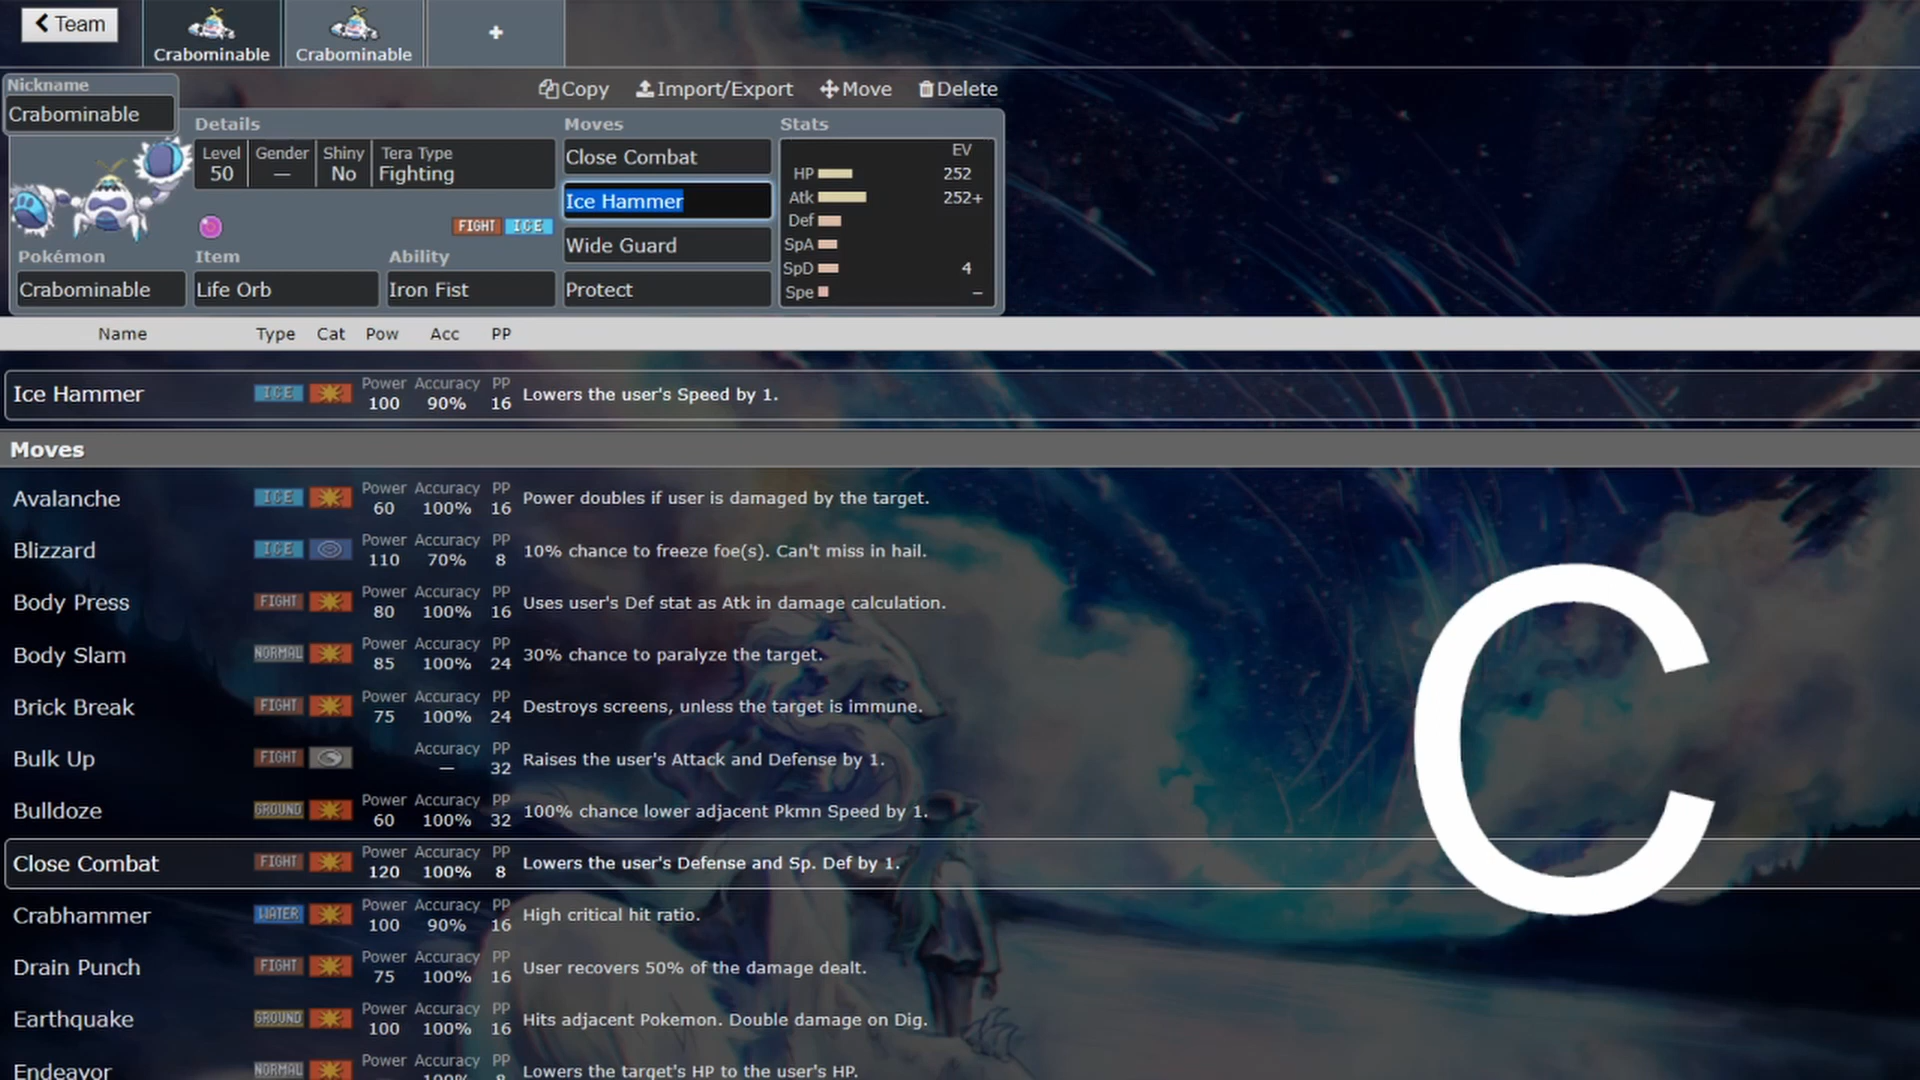 Team
Crabominable
Crabominable
+
Nickname
Crabominable
Copy
Import/Export
Move
Delete
Details
Level
50
Gender
—
Shiny
No
Tera Type
Fighting
FIGHT ICE
Pokémon
Crabominable
Item
Life Orb
Ability
Iron Fist
Moves
Close Combat
Ice Hammer
Wide Guard
Protect
Stats
EV
HP 252
Atk 252+
Def
SpA
SpD 4
Spe –
Name Type Cat Pow Acc PP
Ice Hammer ICE Power 100 Accuracy 90% PP 16 Lowers the user's Speed by 1.
Moves
Avalanche ICE Power 60 Accuracy 100% PP 16 Power doubles if user is damaged by the target.
Blizzard ICE Power 110 Accuracy 70% PP 8 10% chance to freeze foe(s). Can't miss in hail.
Body Press FIGHT Power 80 Accuracy 100% PP 16 Uses user's Def stat as Atk in damage calculation.
Body Slam NORMAL Power 85 Accuracy 100% PP 24 30% chance to paralyze the target.
Brick Break FIGHT Power 75 Accuracy 100% PP 24 Destroys screens, unless the target is immune.
Bulk Up FIGHT Accuracy — PP 32 Raises the user's Attack and Defense by 1.
Bulldoze GROUND Power 60 Accuracy 100% PP 32 100% chance lower adjacent Pkmn Speed by 1.
Close Combat FIGHT Power 120 Accuracy 100% PP 8 Lowers the user's Defense and Sp. Def by 1.
Crabhammer WATER Power 100 Accuracy 90% PP 16 High critical hit ratio.
Drain Punch FIGHT Power 75 Accuracy 100% PP 16 User recovers 50% of the damage dealt.
Earthquake GROUND Power 100 Accuracy 100% PP 16 Hits adjacent Pokemon. Double damage on Dig.
Endeavor NORMAL Power Accuracy 100% PP 8 Lowers the target's HP to the user's HP.
C